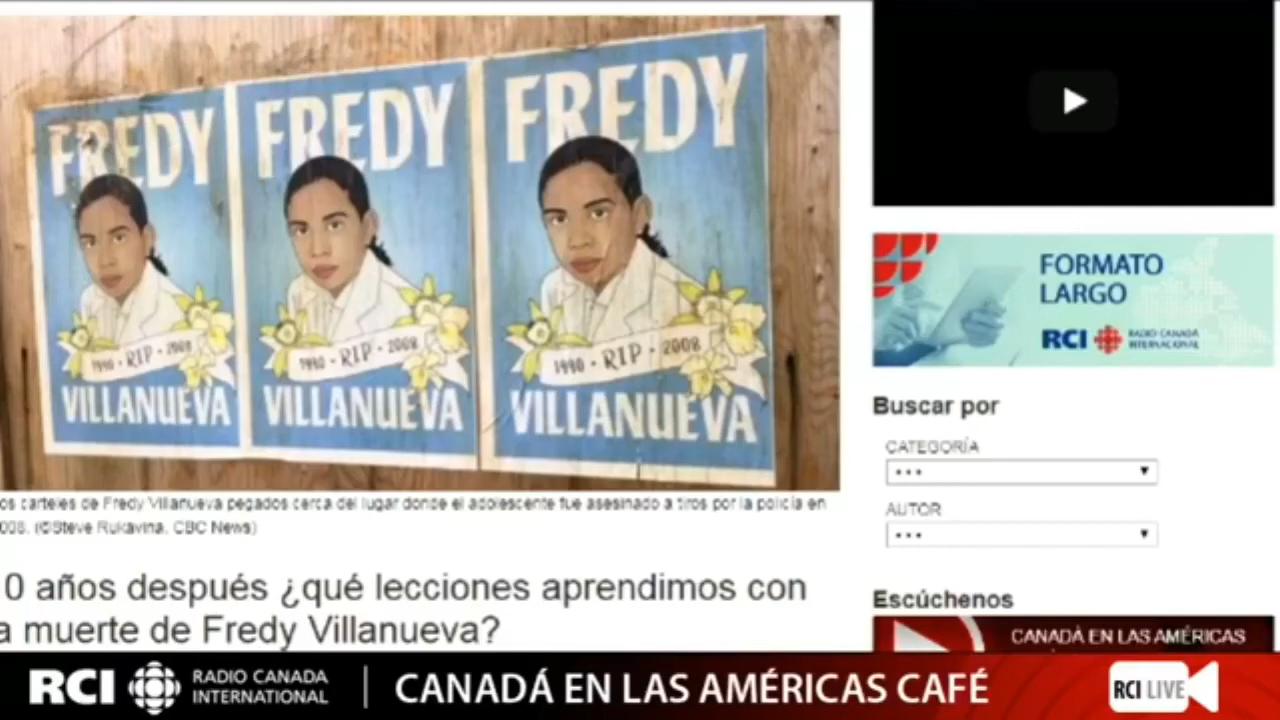 FREDY
1990 · RIP · 2008
VILLANUEVA
FREDY
1990 · RIP · 2008
VILLANUEVA
FREDY
1990 · RIP · 2008
VILLANUEVA
os carteles de Fredy Villanueva pegados cerca del lugar donde el adolescente fue asesinado a tiros por la policía en
008. (©Steve Rukavina, CBC News)
0 años después ¿qué lecciones aprendimos con
a muerte de Fredy Villanueva?
FORMATO
LARGO
RCI RADIO CANADÁ
INTERNACIONAL
Buscar por
CATEGORÍA
...
AUTOR
...
Escúchenos
CANADÁ EN LAS AMÉRICAS
RCI RADIO CANADA
INTERNATIONAL
CANADÁ EN LAS AMÉRICAS CAFÉ
RCI LIVE